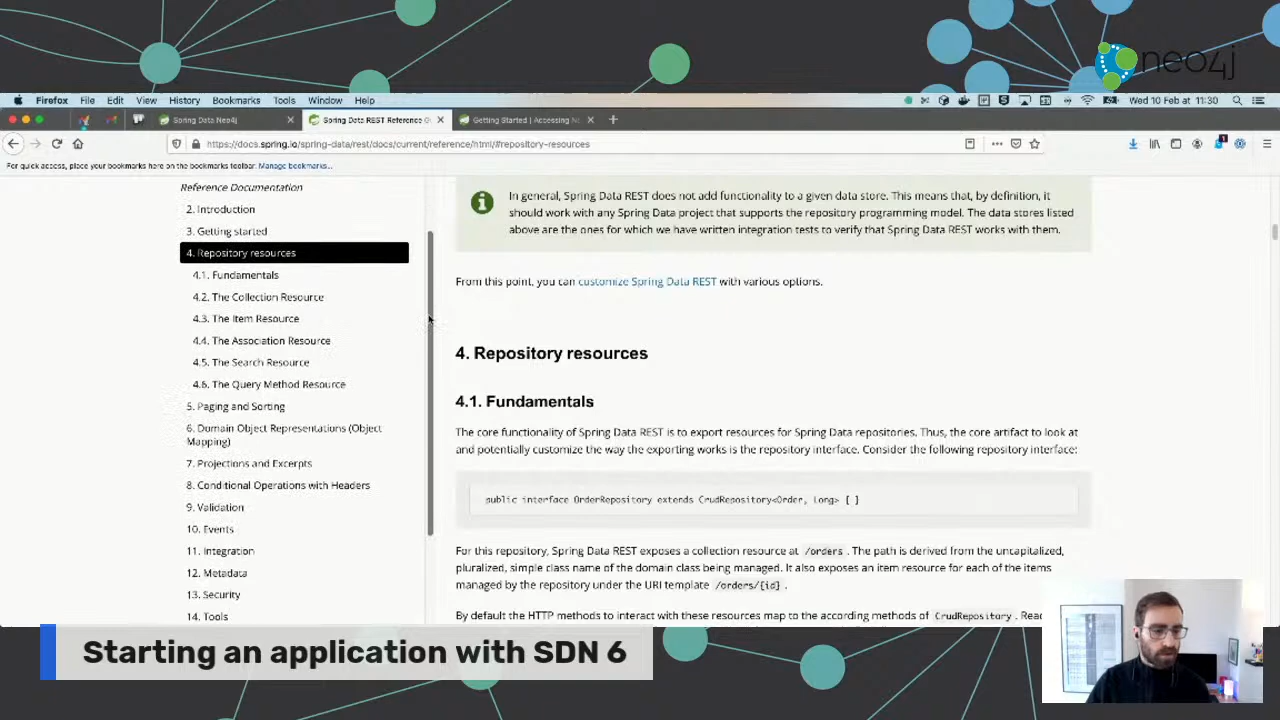 neo4j
Firefox File Edit View History Bookmarks Tools Window Help Wed 10 Feb at 11:30
Spring Data Neo4j Spring Data REST Reference G Getting Started | Accessing N
https://docs.spring.io/spring-data/rest/docs/current/reference/html/#repository-resources
For quick access, place your bookmarks here on the bookmarks toolbar. Manage bookmarks...
Reference Documentation
2. Introduction
3. Getting started
4. Repository resources
4.1. Fundamentals
4.2. The Collection Resource
4.3. The Item Resource
4.4. The Association Resource
4.5. The Search Resource
4.6. The Query Method Resource
5. Paging and Sorting
6. Domain Object Representations (Object
Mapping)
7. Projections and Excerpts
8. Conditional Operations with Headers
9. Validation
10. Events
11. Integration
12. Metadata
13. Security
14. Tools
In general, Spring Data REST does not add functionality to a given data store. This means that, by definition, it
should work with any Spring Data project that supports the repository programming model. The data stores listed
above are the ones for which we have written integration tests to verify that Spring Data REST works with them.
From this point, you can customize Spring Data REST with various options.
4. Repository resources
4.1. Fundamentals
The core functionality of Spring Data REST is to export resources for Spring Data repositories. Thus, the core artifact to look at
and potentially customize the way the exporting works is the repository interface. Consider the following repository interface:
public interface OrderRepository extends CrudRepository<Order, Long> { }
For this repository, Spring Data REST exposes a collection resource at /orders . The path is derived from the uncapitalized,
pluralized, simple class name of the domain class being managed. It also exposes an item resource for each of the items
managed by the repository under the URI template /orders/{id} .
By default the HTTP methods to interact with these resources map to the according methods of CrudRepository . Rea
Starting an application with SDN 6